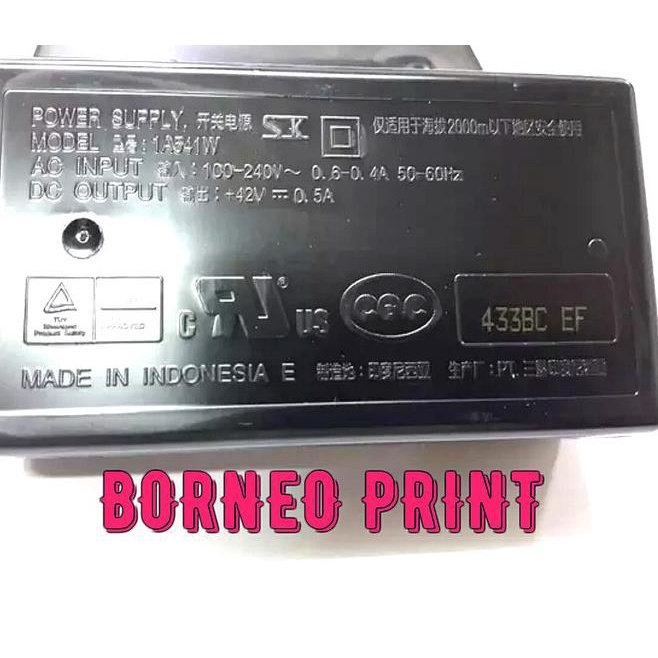 POWER SUPPLY, 开关电源
仅适用于海拔2000m以下地区安全使用
MODEL 型号: 1A541W
AC INPUT 输入: 100-240V~ 0.6-0.4A 50-60Hz
DC OUTPUT 输出: +42V ⎓ 0.5A
TUV
Product Safety
c RU US
CQC
433BC EF
MADE IN INDONESIA E 制造地: 印度尼西亚 生产厂: PT.
BORNEO PRINT